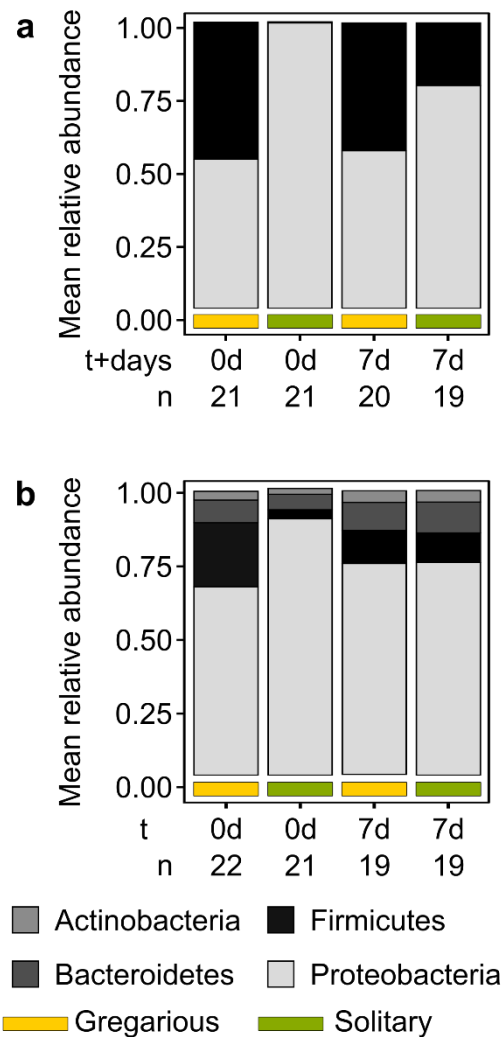 a
Mean relative abundance
1.00
0.75
0.50
0.25
0.00
t+days 0d 0d 7d 7d
n 21 21 20 19
b
Mean relative abundance
1.00
0.75
0.50
0.25
0.00
t 0d 0d 7d 7d
n 22 21 19 19
Actinobacteria Firmicutes
Bacteroidetes Proteobacteria
Gregarious Solitary